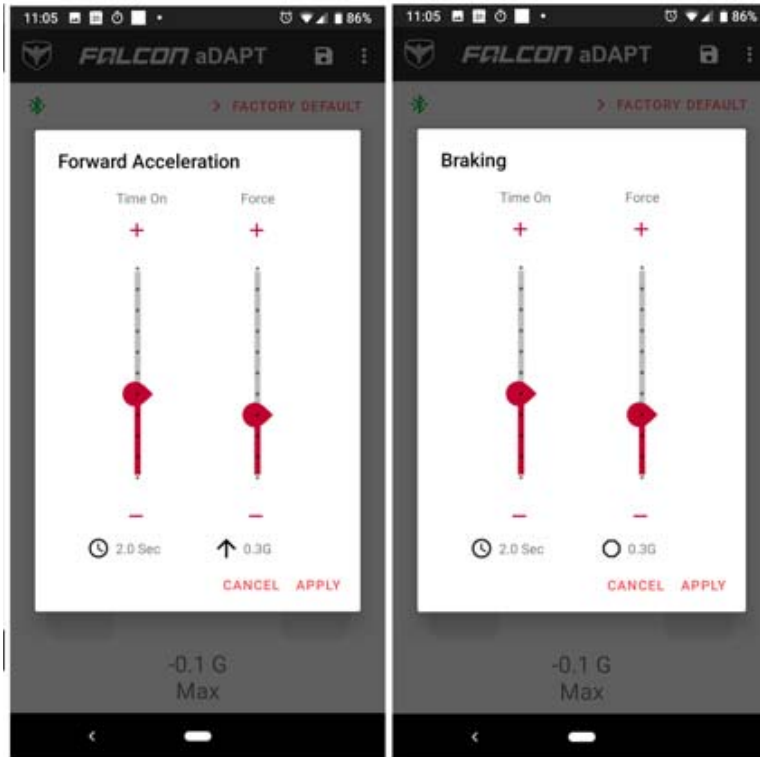 11:05
86%
FALCON aDAPT
> FACTORY DEFAULT
Forward Acceleration
Time On Force
+ +
− −
2.0 Sec 0.3G
CANCEL APPLY
-0.1 G
Max
11:05
86%
FALCON aDAPT
> FACTORY DEFAULT
Braking
Time On Force
+ +
− −
2.0 Sec 0.3G
CANCEL APPLY
-0.1 G
Max